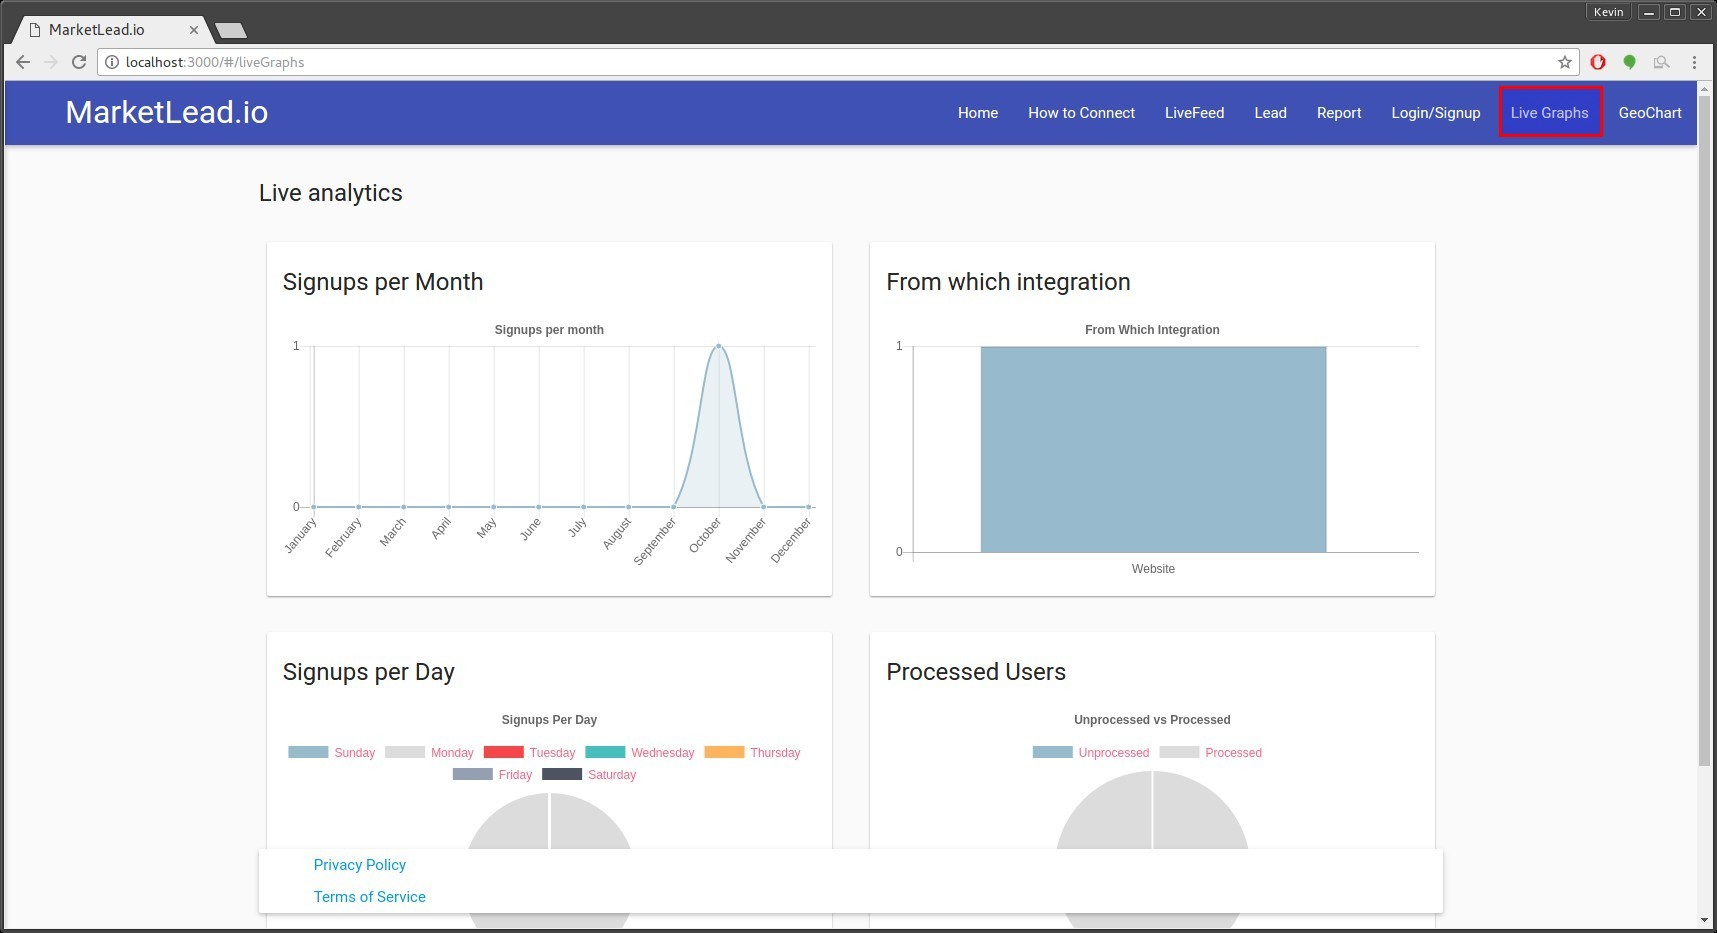 Kevin
MarketLead.io
localhost:3000/#/liveGraphs
MarketLead.io
Home How to Connect LiveFeed Lead Report Login/Signup Live Graphs GeoChart
Live analytics
Signups per Month
Signups per month
1
0
January February March April May June July August September October November December
From which integration
From Which Integration
1
0
Website
Signups per Day
Signups Per Day
Sunday Monday Tuesday Wednesday Thursday
Friday Saturday
Processed Users
Unprocessed vs Processed
Unprocessed Processed
Privacy Policy
Terms of Service